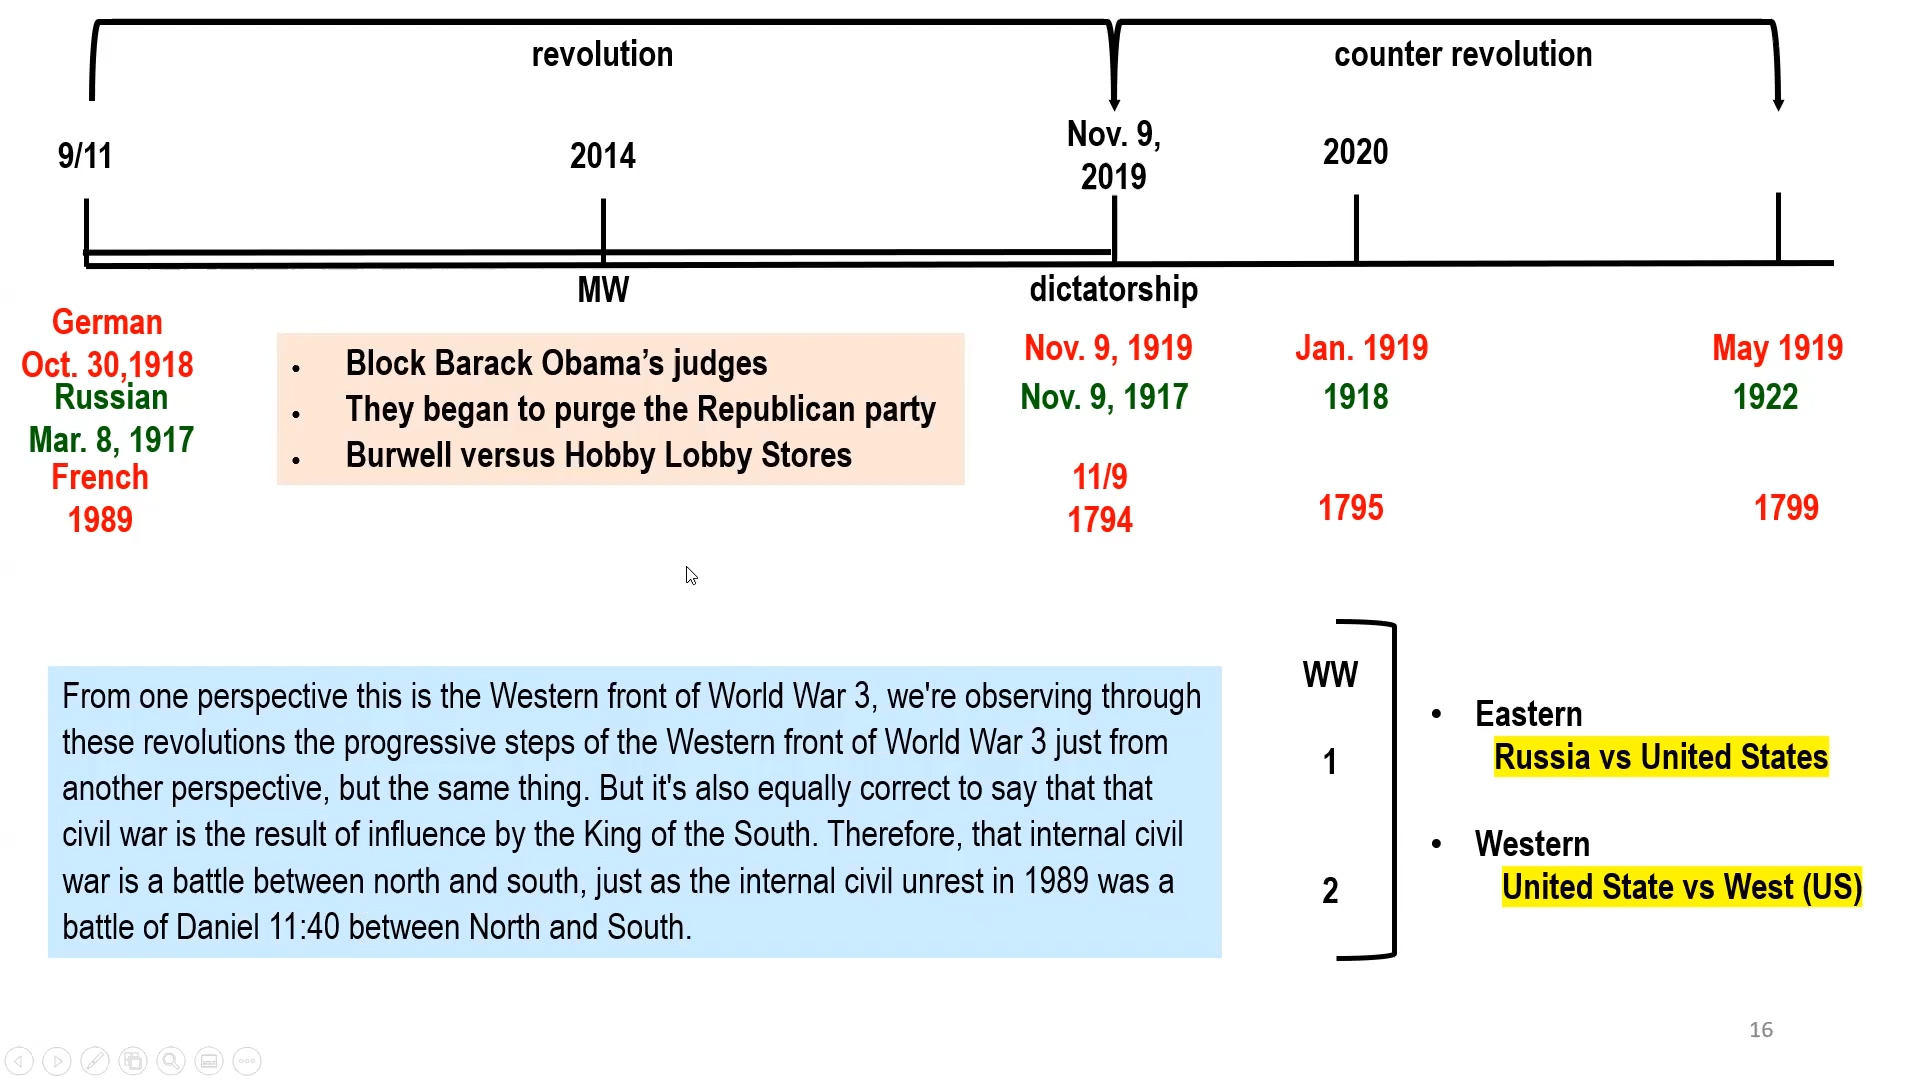 revolution
counter revolution
9/11
2014
Nov. 9,
2019
2020
MW
dictatorship
German
Oct. 30,1918
Russian
Mar. 8, 1917
French
1989
• Block Barack Obama’s judges
• They began to purge the Republican party
• Burwell versus Hobby Lobby Stores
Nov. 9, 1919
Nov. 9, 1917
11/9
1794
Jan. 1919
1918
1795
May 1919
1922
1799
From one perspective this is the Western front of World War 3, we're observing through
these revolutions the progressive steps of the Western front of World War 3 just from
another perspective, but the same thing. But it's also equally correct to say that that
civil war is the result of influence by the King of the South. Therefore, that internal civil
war is a battle between north and south, just as the internal civil unrest in 1989 was a
battle of Daniel 11:40 between North and South.
WW
1
2
• Eastern
Russia vs United States
• Western
United State vs West (US)
16